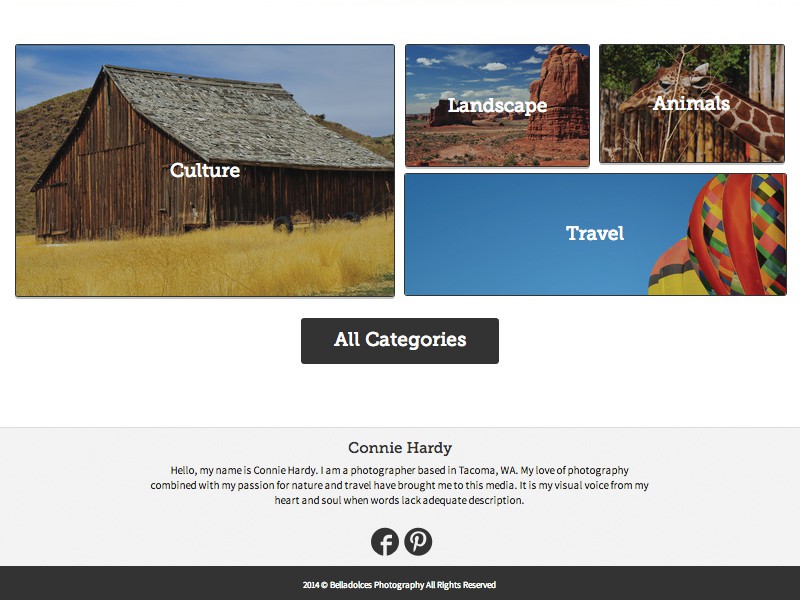 Culture
Landscape
Animals
Travel
All Categories
Connie Hardy
Hello, my name is Connie Hardy. I am a photographer based in Tacoma, WA. My love of photography
combined with my passion for nature and travel have brought me to this media. It is my visual voice from my
heart and soul when words lack adequate description.
2014 © Belladolces Photography All Rights Reserved